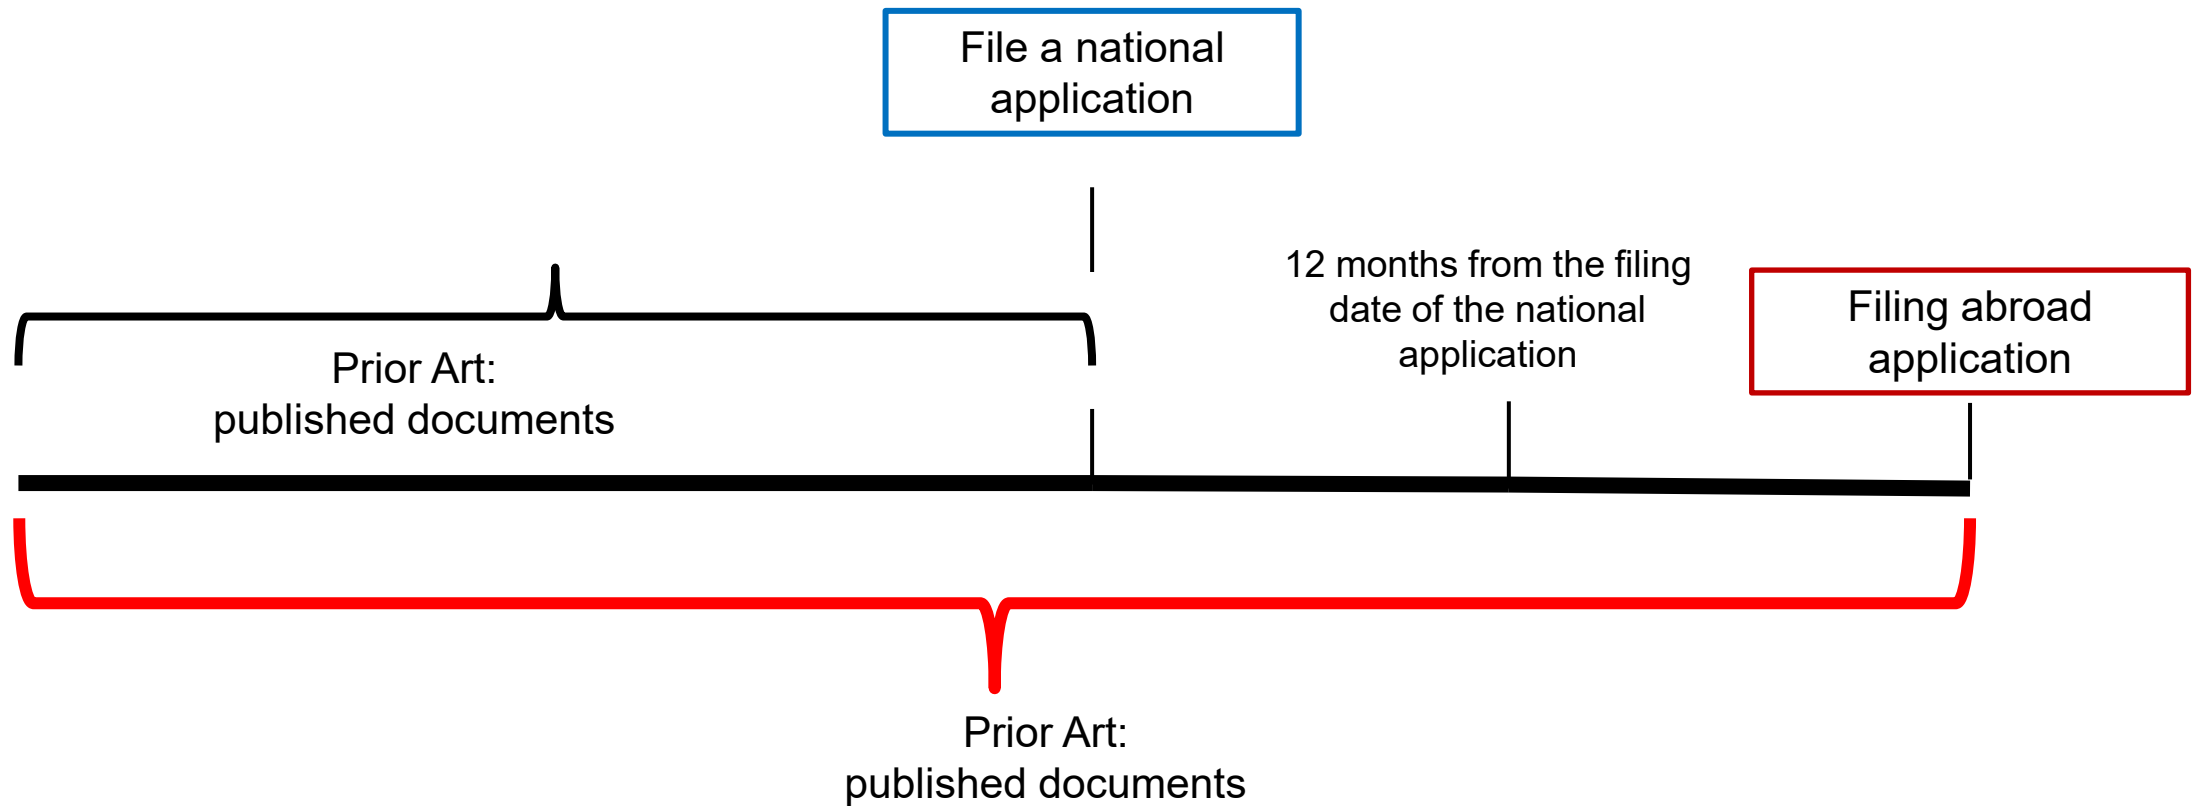 File a national
application
12 months from the filing
date of the national
application
Filing abroad
application
Prior Art:
published documents
Prior Art:
published documents